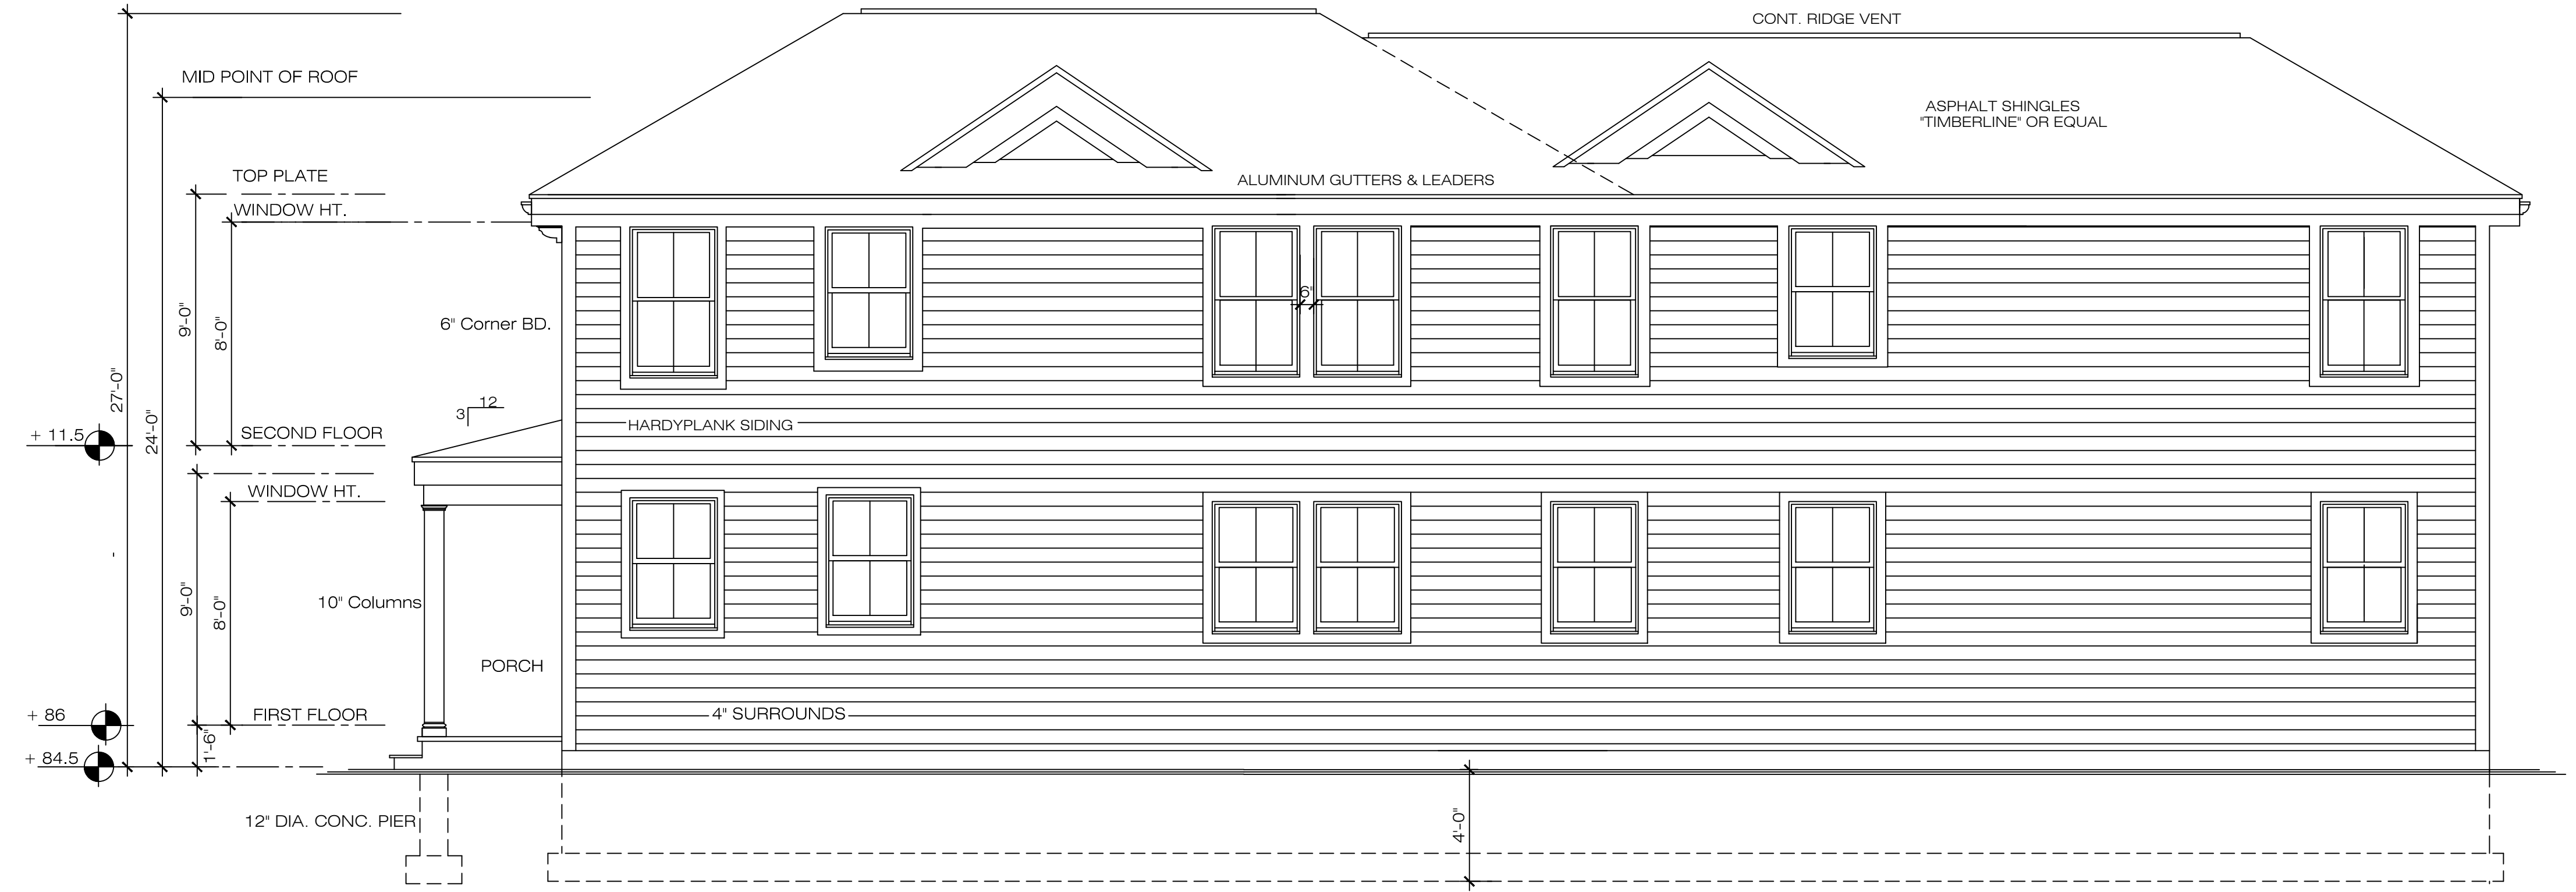 CONT. RIDGE VENT
MID POINT OF ROOF
ASPHALT SHINGLES
"TIMBERLINE" OR EQUAL
TOP PLATE
ALUMINUM GUTTERS & LEADERS
WINDOW HT.
6"
9'-0"
8'-0"
6" Corner BD.
27'-0"
24'-0"
12
3
HARDYPLANK SIDING
+ 11.5
SECOND FLOOR
WINDOW HT.
9'-0"
8'-0"
10" Columns
PORCH
4" SURROUNDS
+ 86
FIRST FLOOR
1'-6"
+ 84.5
12" DIA. CONC. PIER
4'-0"